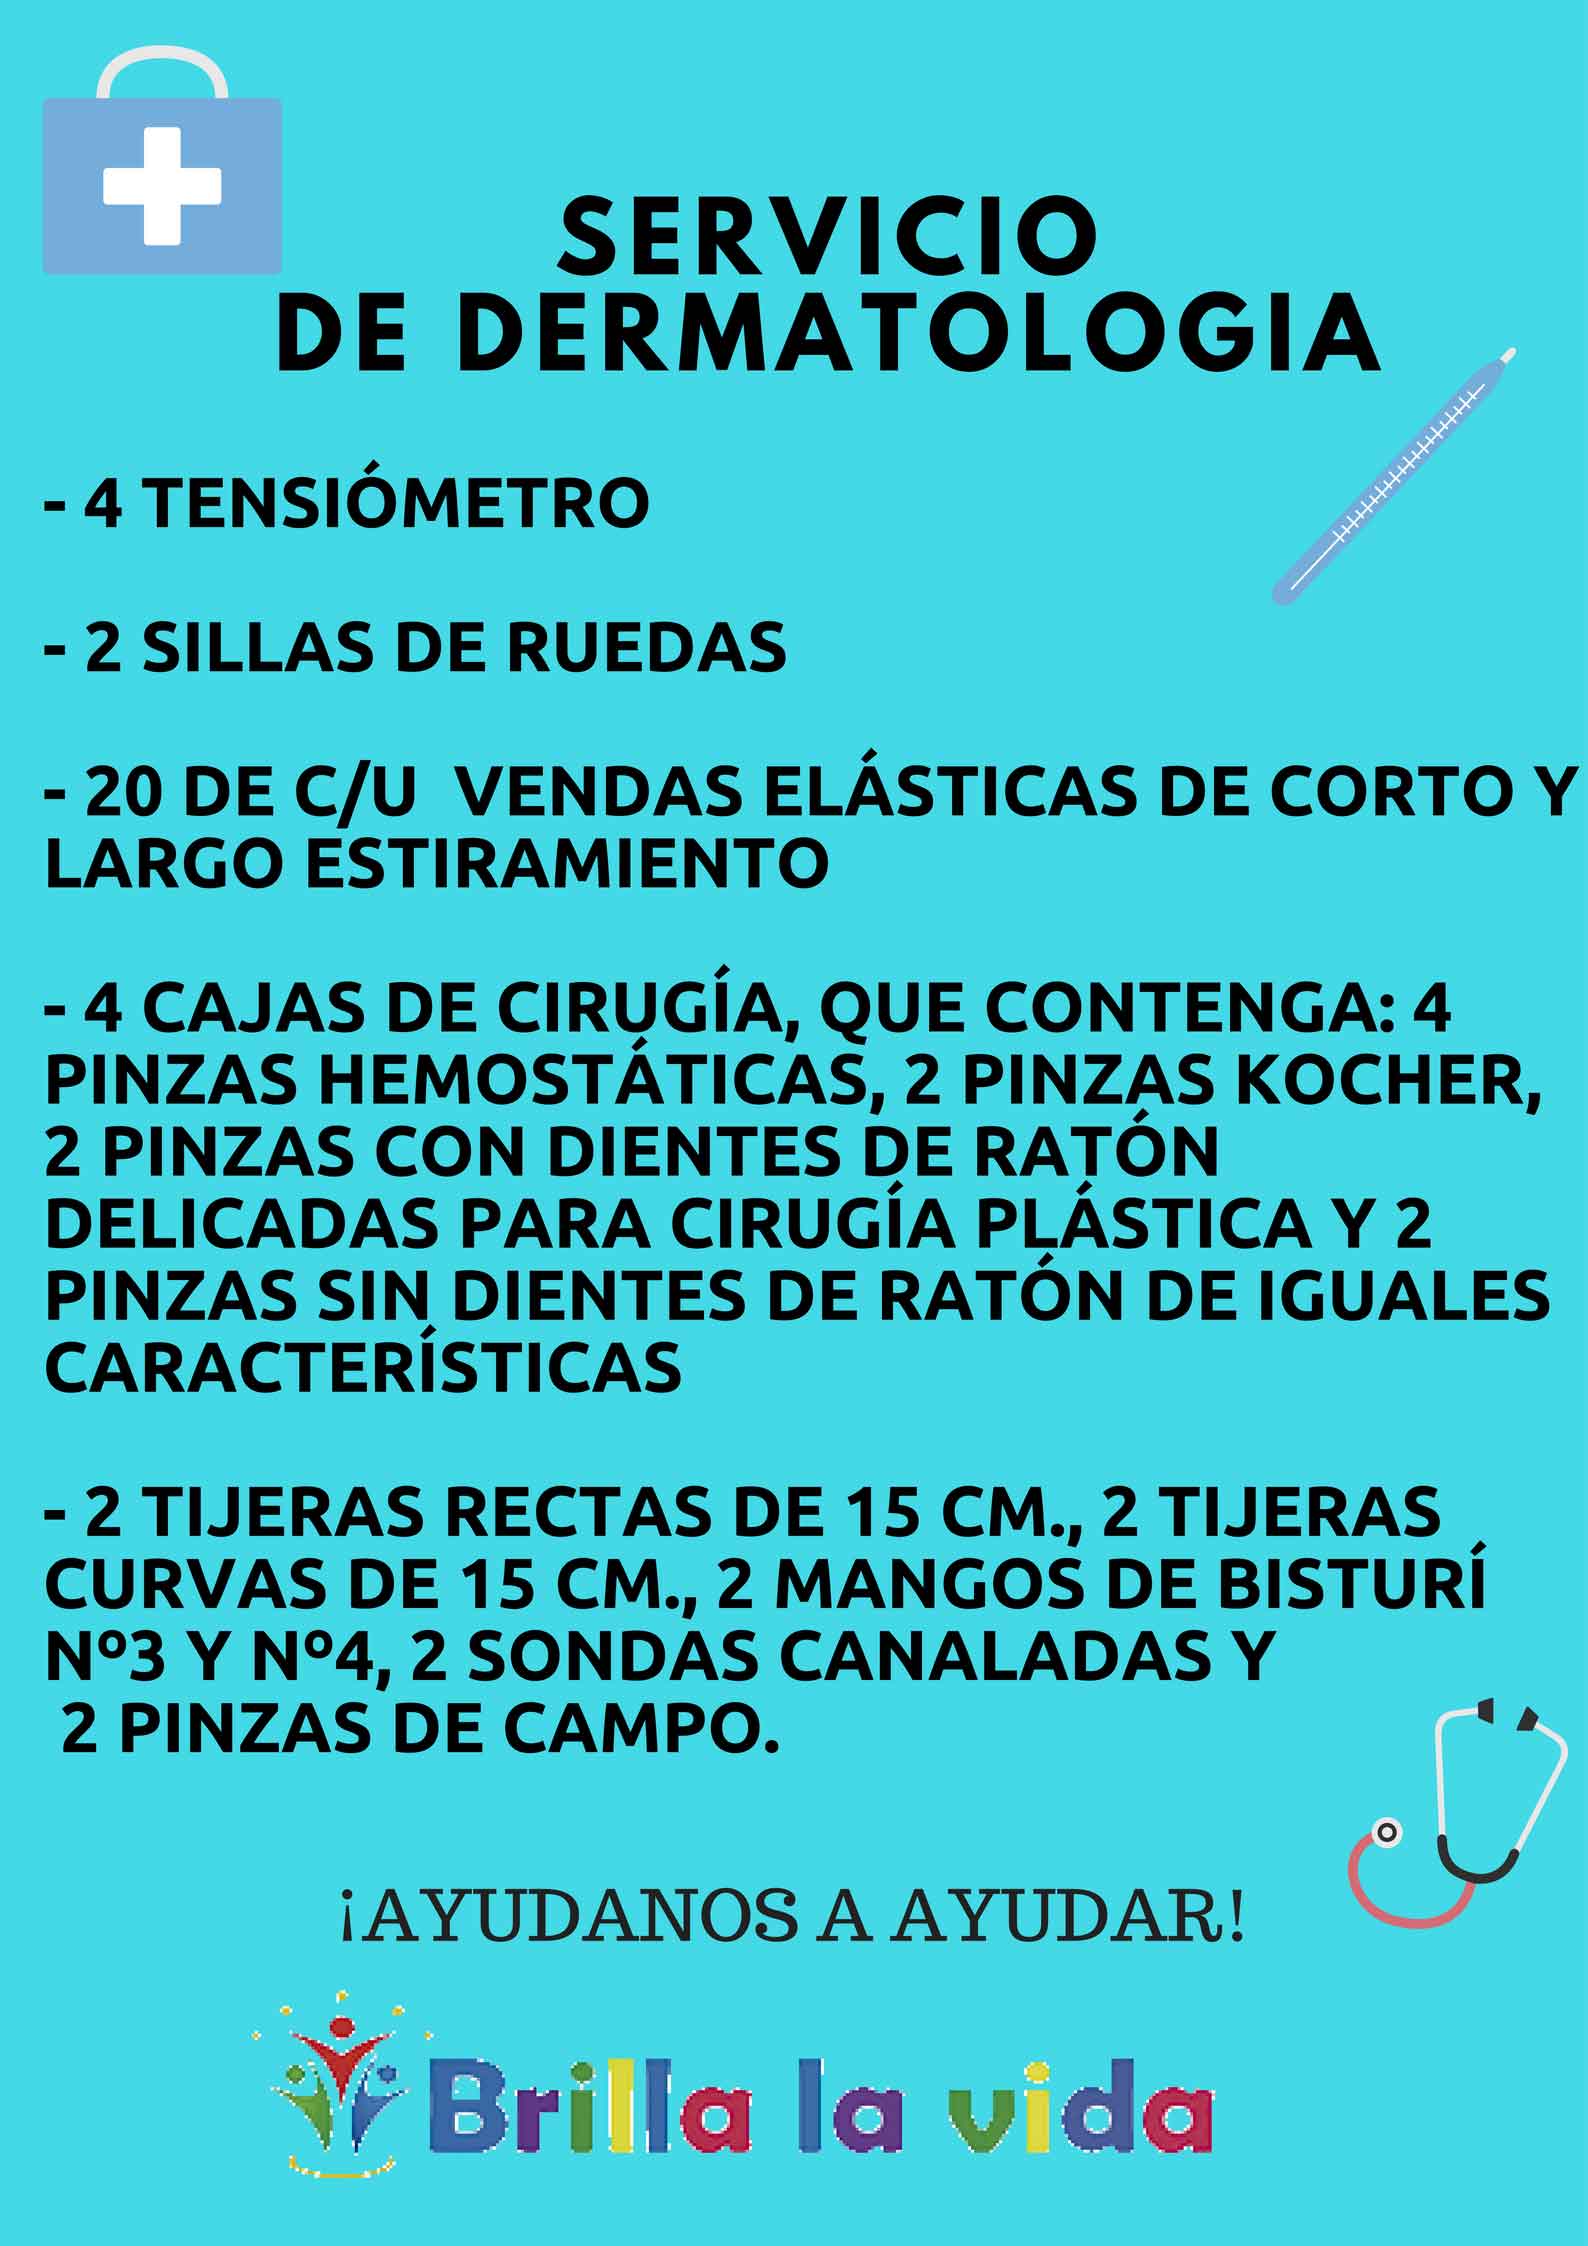 SERVICIO
DE DERMATOLOGIA
- 4 TENSIÓMETRO
- 2 SILLAS DE RUEDAS
- 20 DE C/U VENDAS ELÁSTICAS DE CORTO Y
LARGO ESTIRAMIENTO
- 4 CAJAS DE CIRUGÍA, QUE CONTENGA: 4
PINZAS HEMOSTÁTICAS, 2 PINZAS KOCHER,
2 PINZAS CON DIENTES DE RATÓN
DELICADAS PARA CIRUGÍA PLÁSTICA Y 2
PINZAS SIN DIENTES DE RATÓN DE IGUALES
CARACTERÍSTICAS
- 2 TIJERAS RECTAS DE 15 CM., 2 TIJERAS
CURVAS DE 15 CM., 2 MANGOS DE BISTURÍ
Nº3 Y Nº4, 2 SONDAS CANALADAS Y
2 PINZAS DE CAMPO.
¡AYUDANOS A AYUDAR!
Brilla la vida